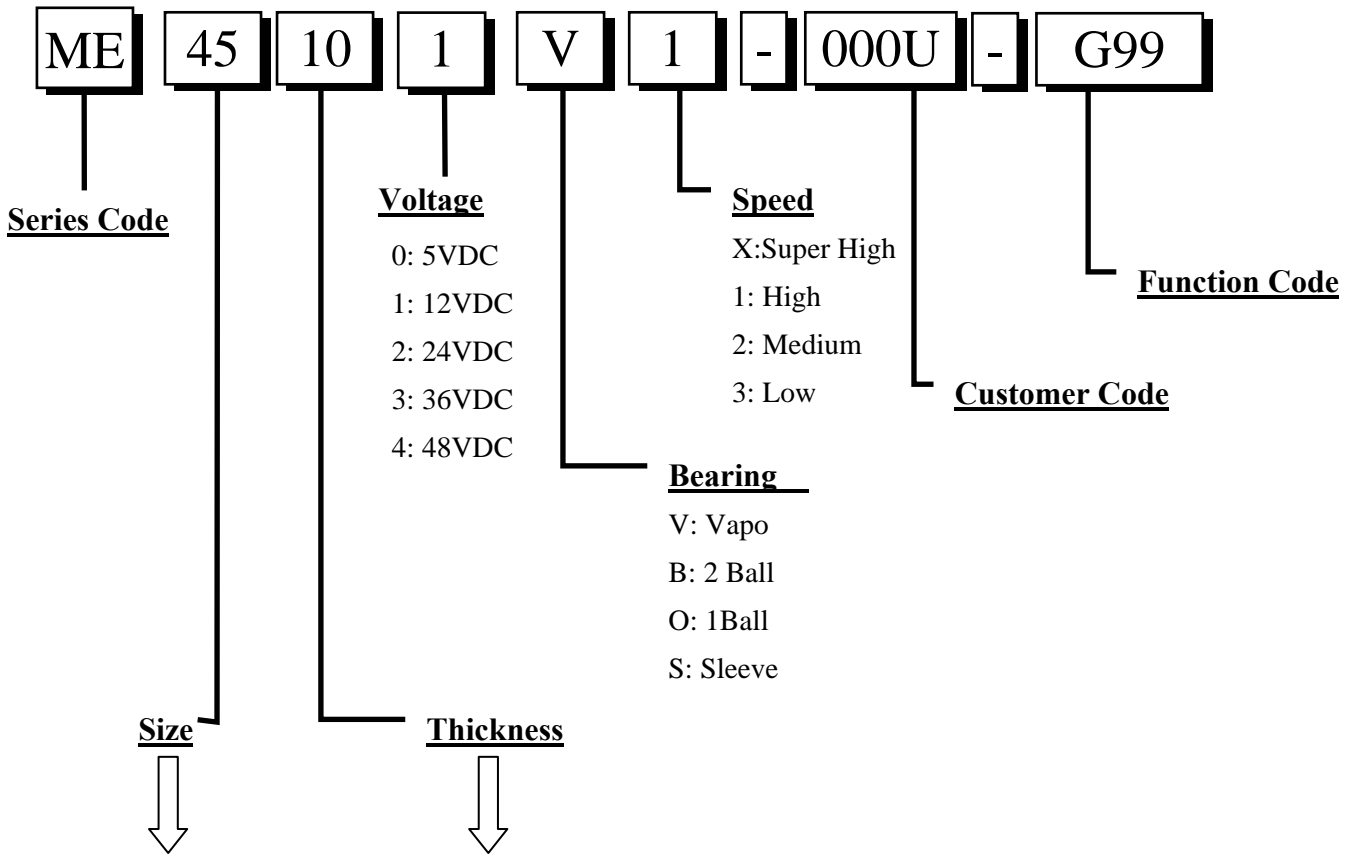 ME 45 10 1 V 1 - 000U - G99
Series Code
Voltage
0: 5VDC
1: 12VDC
2: 24VDC
3: 36VDC
4: 48VDC
Speed
X:Super High
1: High
2: Medium
3: Low
Function Code
Customer Code
Bearing
V: Vapo
B: 2 Ball
O: 1Ball
S: Sleeve
Size
Thickness